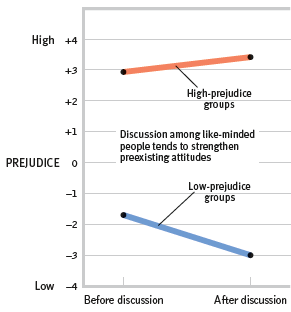 High +4
+3
High-prejudice
groups
+2
+1
Discussion among like-minded
people tends to strengthen
preexisting attitudes
PREJUDICE 0
Low-prejudice
groups
–1
–2
–3
Low –4
Before discussion After discussion